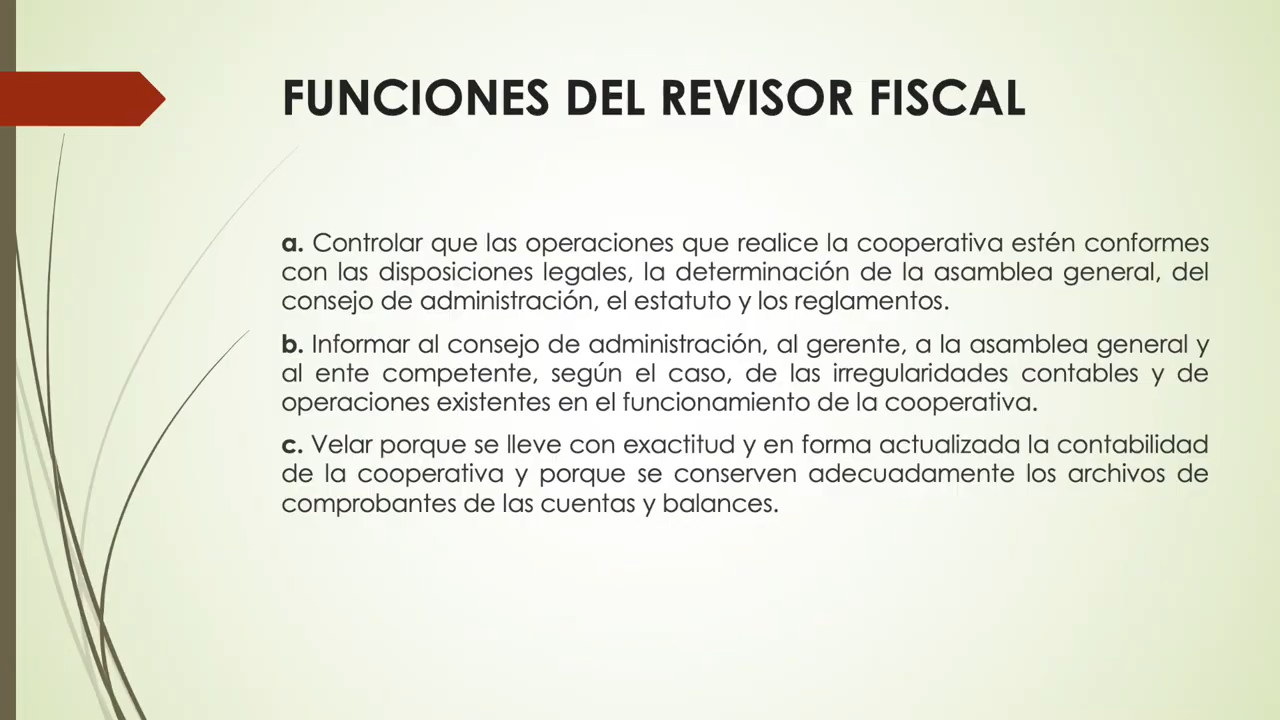 FUNCIONES DEL REVISOR FISCAL
a. Controlar que las operaciones que realice la cooperativa estén conformes
con las disposiciones legales, la determinación de la asamblea general, del
consejo de administración, el estatuto y los reglamentos.
b. Informar al consejo de administración, al gerente, a la asamblea general y
al ente competente, según el caso, de las irregularidades contables y de
operaciones existentes en el funcionamiento de la cooperativa.
c. Velar porque se lleve con exactitud y en forma actualizada la contabilidad
de la cooperativa y porque se conserven adecuadamente los archivos de
comprobantes de las cuentas y balances.